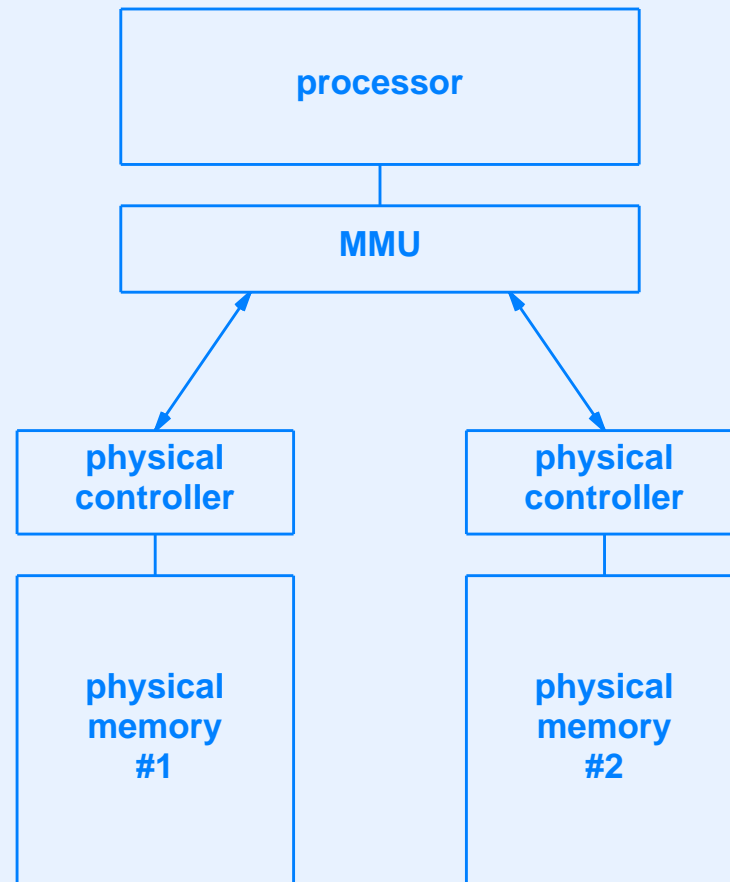 processor
MMU
physical
controller
physical
controller
physical
memory
#1
physical
memory
#2